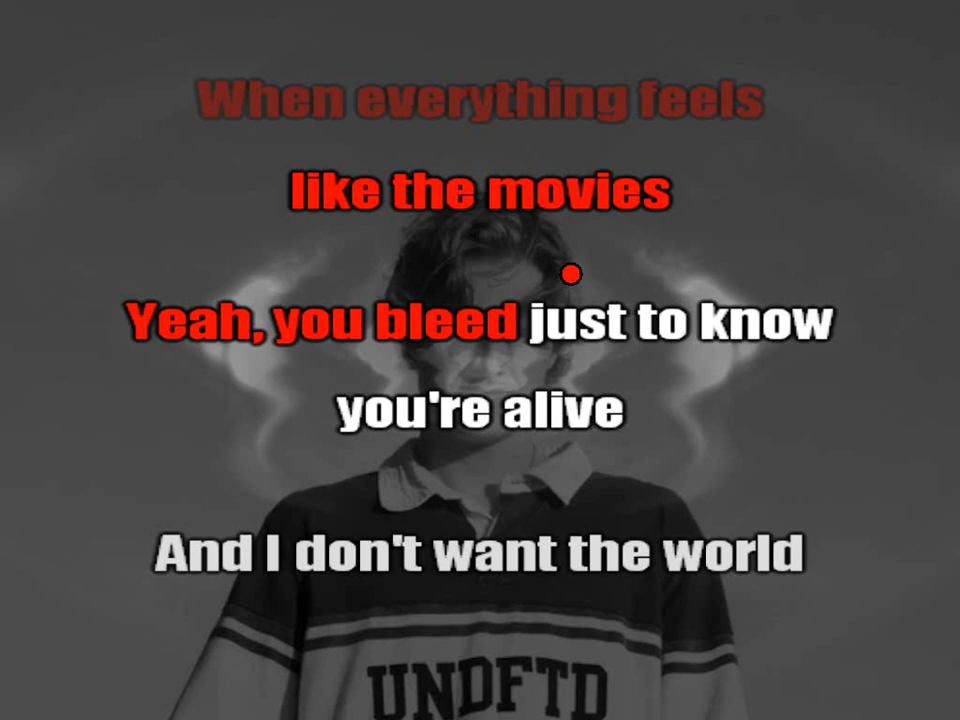 When everything feels
like the movies
Yeah, you bleed just to know
you're alive
And I don't want the world
UNDFTD